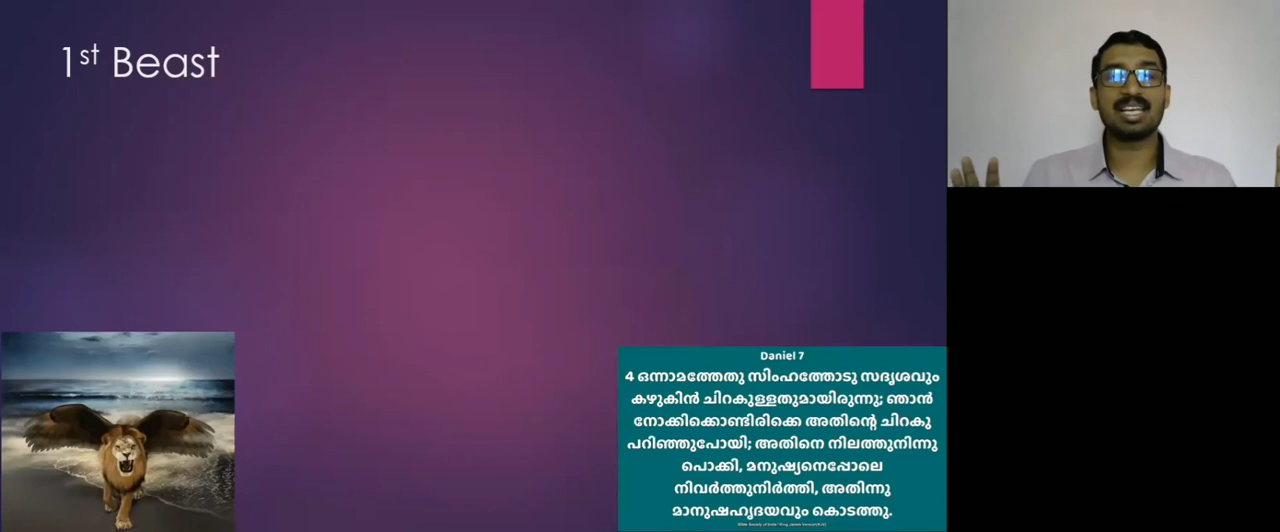 1st Beast
Daniel 7
4 ഒന്നാമത്തേതു സിംഹത്തോടു സദൃശവും
കഴുകിൻ ചിറകുള്ളതുമായിരുന്നു; ഞാൻ
നോക്കിക്കൊണ്ടിരിക്കെ അതിന്റെ ചിറകു
പറിഞ്ഞുപോയി; അതിനെ നിലത്തുനിന്നു
പൊക്കി, മനുഷ്യനെപ്പോലെ
നിവർത്തുനിർത്തി, അതിന്നു
മാനുഷഹൃദയവും കൊടുത്തു.